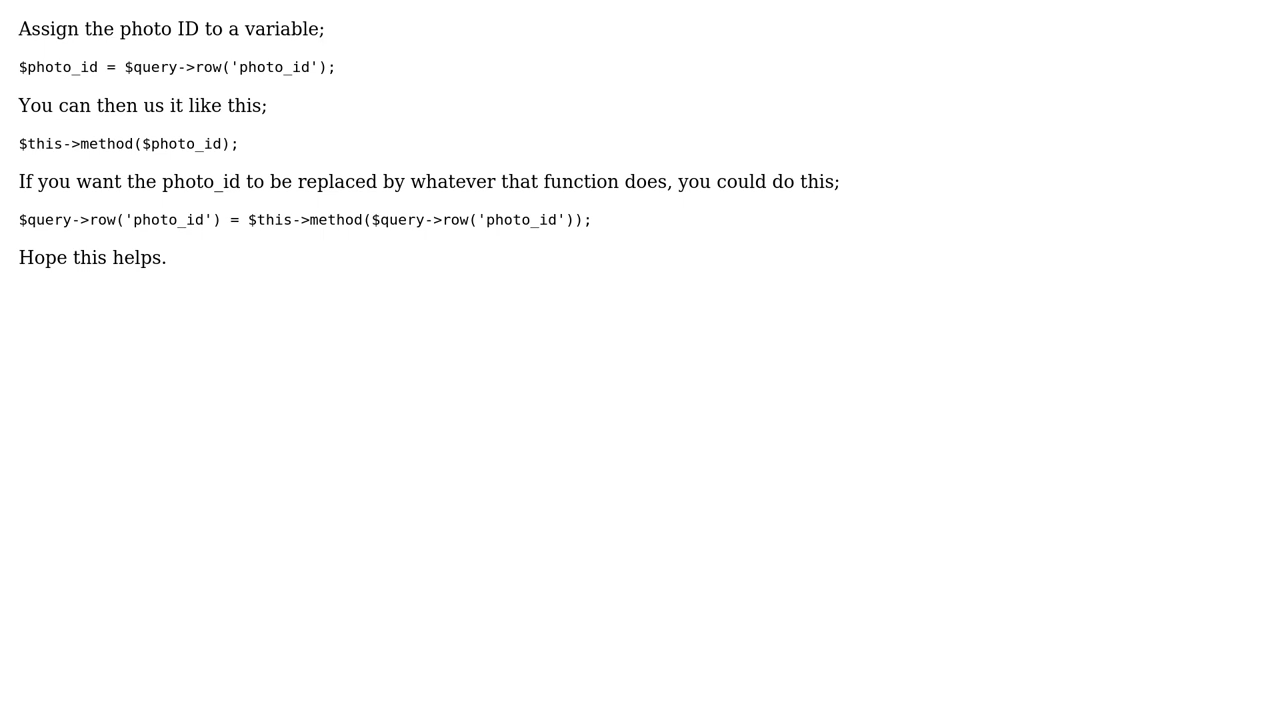 Assign the photo ID to a variable;
$photo_id = $query->row('photo_id');
You can then us it like this;
$this->method($photo_id);
If you want the photo_id to be replaced by whatever that function does, you could do this;
$query->row('photo_id') = $this->method($query->row('photo_id'));
Hope this helps.